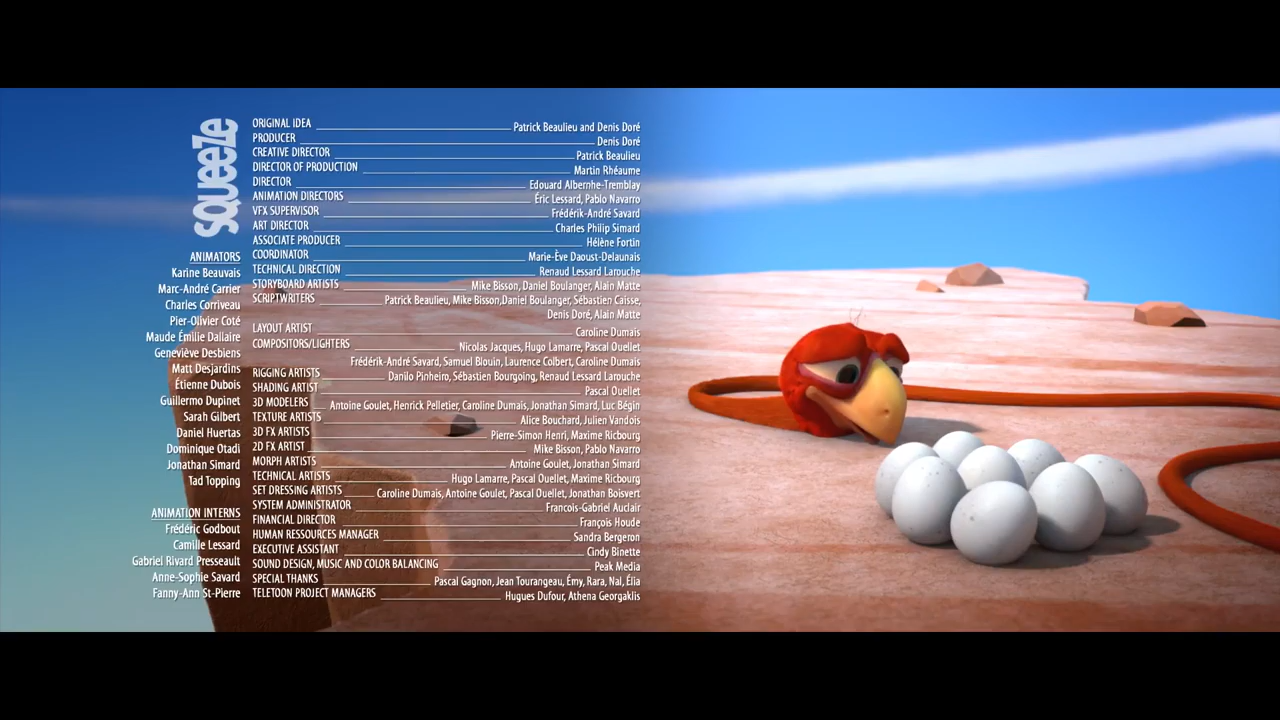 squeeze
ANIMATORS
Karine Beauvais
Marc-André Carrier
Charles Corriveau
Pier-Olivier Coté
Maude Émilie Dallaire
Geneviève Desbiens
Matt Desjardins
Étienne Dubois
Guillermo Dupinet
Sarah Gilbert
Daniel Huertas
Dominique Otadi
Jonathan Simard
Tad Topping
ANIMATION INTERNS
Frédéric Godbout
Camille Lessard
Gabriel Rivard Presseault
Anne-Sophie Savard
Fanny-Ann St-Pierre
ORIGINAL IDEA Patrick Beaulieu and Denis Doré
PRODUCER Denis Doré
CREATIVE DIRECTOR Patrick Beaulieu
DIRECTOR OF PRODUCTION Martin Rhéaume
DIRECTOR Edouard Albernhe-Tremblay
ANIMATION DIRECTORS Éric Lessard, Pablo Navarro
VFX SUPERVISOR Frédérik-André Savard
ART DIRECTOR Charles Philip Simard
ASSOCIATE PRODUCER Hélène Fortin
COORDINATOR Marie-Ève Daoust-Delaunais
TECHNICAL DIRECTION Renaud Lessard Larouche
STORYBOARD ARTISTS Mike Bisson, Daniel Boulanger, Alain Matte
SCRIPTWRITERS Patrick Beaulieu, Mike Bisson,Daniel Boulanger, Sébastien Caisse,
Denis Doré, Alain Matte
LAYOUT ARTIST Caroline Dumais
COMPOSITORS/LIGHTERS Nicolas Jacques, Hugo Lamarre, Pascal Ouellet
Frédérik-André Savard, Samuel Blouin, Laurence Colbert, Caroline Dumais
RIGGING ARTISTS Danilo Pinheiro, Sébastien Bourgoing, Renaud Lessard Larouche
SHADING ARTIST Pascal Ouellet
3D MODELERS Antoine Goulet, Henrick Pelletier, Caroline Dumais, Jonathan Simard, Luc Bégin
TEXTURE ARTISTS Alice Bouchard, Julien Vandois
3D FX ARTISTS Pierre-Simon Henri, Maxime Ricbourg
2D FX ARTIST Mike Bisson, Pablo Navarro
MORPH ARTISTS Antoine Goulet, Jonathan Simard
TECHNICAL ARTISTS Hugo Lamarre, Pascal Ouellet, Maxime Ricbourg
SET DRESSING ARTISTS Caroline Dumais, Antoine Goulet, Pascal Ouellet, Jonathan Boisvert
SYSTEM ADMINISTRATOR Francois-Gabriel Auclair
FINANCIAL DIRECTOR François Houde
HUMAN RESSOURCES MANAGER Sandra Bergeron
EXECUTIVE ASSISTANT Cindy Binette
SOUND DESIGN, MUSIC AND COLOR BALANCING Peak Media
SPECIAL THANKS Pascal Gagnon, Jean Tourangeau, Émy, Rara, Nal, Élia
TELETOON PROJECT MANAGERS Hugues Dufour, Athena Georgaklis